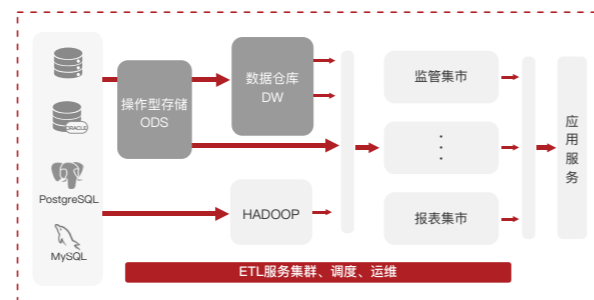 ORACLE
PostgreSQL
MySQL
操作型存储
ODS
数据仓库
DW
HADOOP
监管集市
报表集市
应用服务
ETL服务集群、调度、运维